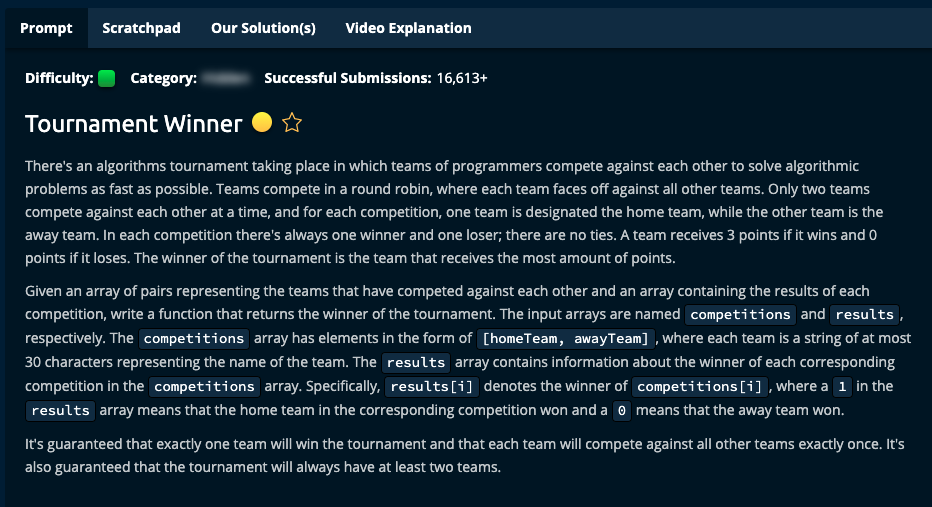 Prompt Scratchpad Our Solution(s) Video Explanation
Difficulty: Category: Successful Submissions: 16,613+
Tournament Winner
There's an algorithms tournament taking place in which teams of programmers compete against each other to solve algorithmic
problems as fast as possible. Teams compete in a round robin, where each team faces off against all other teams. Only two teams
compete against each other at a time, and for each competition, one team is designated the home team, while the other team is the
away team. In each competition there's always one winner and one loser; there are no ties. A team receives 3 points if it wins and 0
points if it loses. The winner of the tournament is the team that receives the most amount of points.
Given an array of pairs representing the teams that have competed against each other and an array containing the results of each
competition, write a function that returns the winner of the tournament. The input arrays are named competitions and results ,
respectively. The competitions array has elements in the form of [homeTeam, awayTeam] , where each team is a string of at most
30 characters representing the name of the team. The results array contains information about the winner of each corresponding
competition in the competitions array. Specifically, results[i] denotes the winner of competitions[i] , where a 1 in the
results array means that the home team in the corresponding competition won and a 0 means that the away team won.
It's guaranteed that exactly one team will win the tournament and that each team will compete against all other teams exactly once. It's
also guaranteed that the tournament will always have at least two teams.